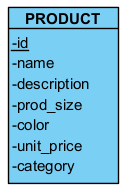 PRODUCT
-id
-name
-description
-prod_size
-color
-unit_price
-category